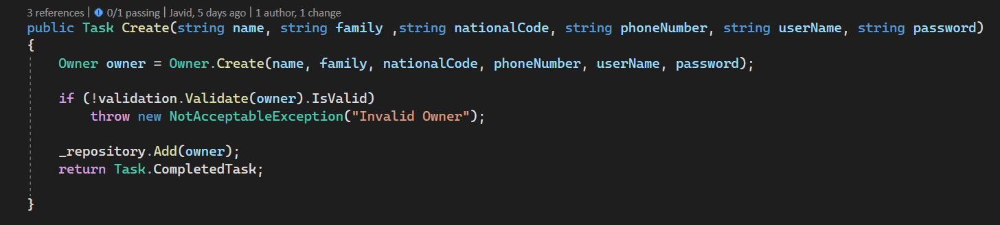 3 references | 0/1 passing | Javid, 5 days ago | 1 author, 1 change
public Task Create(string name, string family ,string nationalCode, string phoneNumber, string userName, string password)
{
Owner owner = Owner.Create(name, family, nationalCode, phoneNumber, userName, password);
if (!validation.Validate(owner).IsValid)
throw new NotAcceptableException("Invalid Owner");
_repository.Add(owner);
return Task.CompletedTask;
}